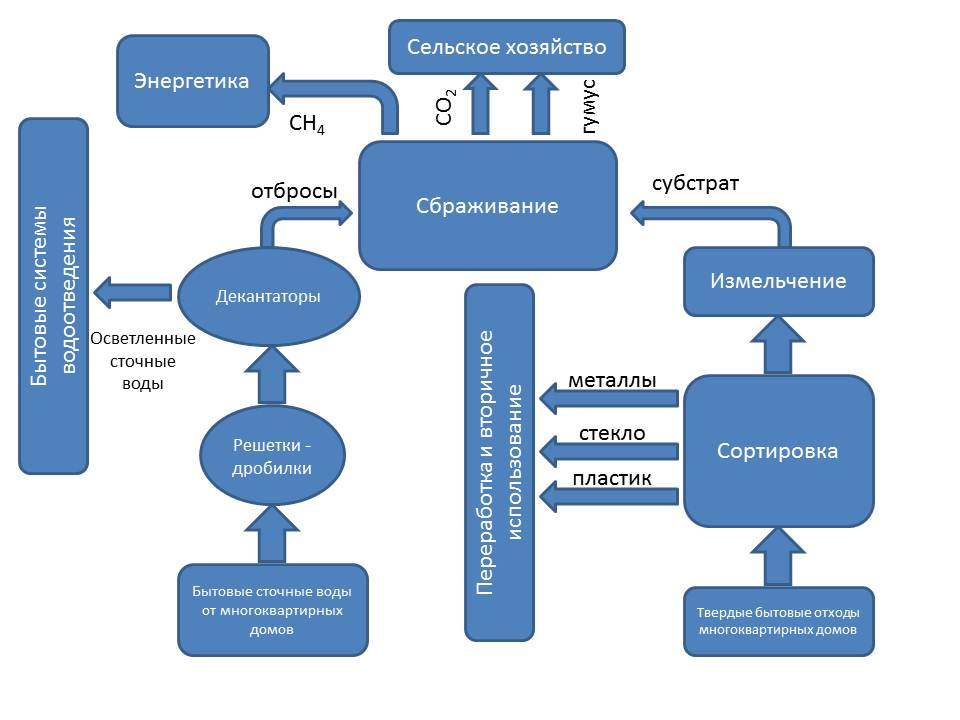 Энергетика
Сельское хозяйство
CH4
CO2
гумус
Сбраживание
отбросы
субстрат
Бытовые системы
водоотведения
Декантаторы
Измельчение
Осветленные
сточные
воды
Решетки -
дробилки
Переработка и вторичное
использование
металлы
стекло
пластик
Сортировка
Бытовые сточные воды
от многоквартирных
домов
Твердые бытовые отходы
многоквартирных домов